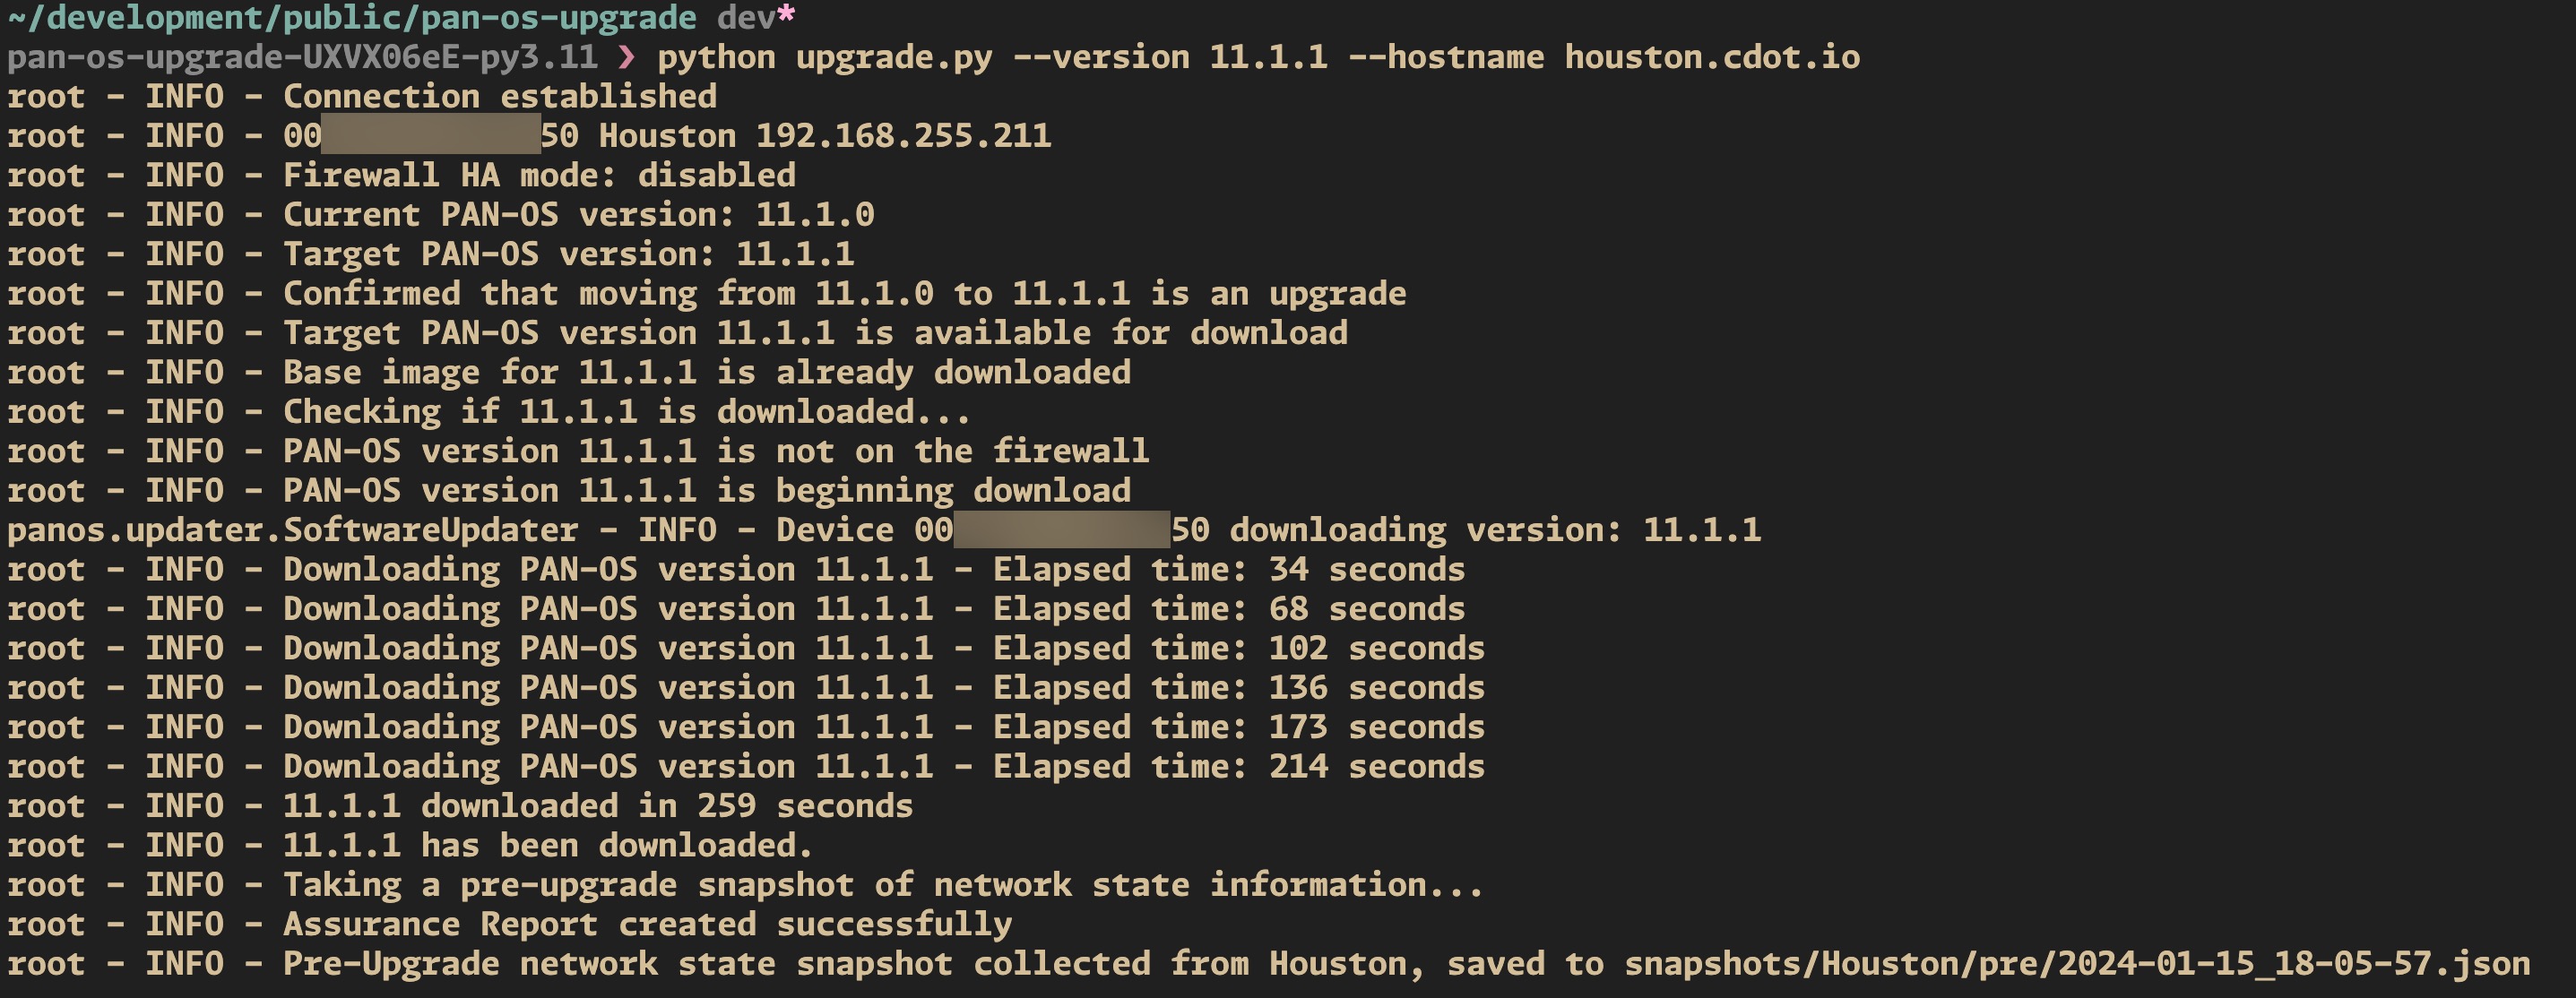 ~/development/public/pan-os-upgrade dev*
pan-os-upgrade-UXVX06eE-py3.11 ❯ python upgrade.py --version 11.1.1 --hostname houston.cdot.io
root - INFO - Connection established
root - INFO - 00 50 Houston 192.168.255.211
root - INFO - Firewall HA mode: disabled
root - INFO - Current PAN-OS version: 11.1.0
root - INFO - Target PAN-OS version: 11.1.1
root - INFO - Confirmed that moving from 11.1.0 to 11.1.1 is an upgrade
root - INFO - Target PAN-OS version 11.1.1 is available for download
root - INFO - Base image for 11.1.1 is already downloaded
root - INFO - Checking if 11.1.1 is downloaded...
root - INFO - PAN-OS version 11.1.1 is not on the firewall
root - INFO - PAN-OS version 11.1.1 is beginning download
panos.updater.SoftwareUpdater - INFO - Device 00 50 downloading version: 11.1.1
root - INFO - Downloading PAN-OS version 11.1.1 - Elapsed time: 34 seconds
root - INFO - Downloading PAN-OS version 11.1.1 - Elapsed time: 68 seconds
root - INFO - Downloading PAN-OS version 11.1.1 - Elapsed time: 102 seconds
root - INFO - Downloading PAN-OS version 11.1.1 - Elapsed time: 136 seconds
root - INFO - Downloading PAN-OS version 11.1.1 - Elapsed time: 173 seconds
root - INFO - Downloading PAN-OS version 11.1.1 - Elapsed time: 214 seconds
root - INFO - 11.1.1 downloaded in 259 seconds
root - INFO - 11.1.1 has been downloaded.
root - INFO - Taking a pre-upgrade snapshot of network state information...
root - INFO - Assurance Report created successfully
root - INFO - Pre-Upgrade network state snapshot collected from Houston, saved to snapshots/Houston/pre/2024-01-15_18-05-57.json